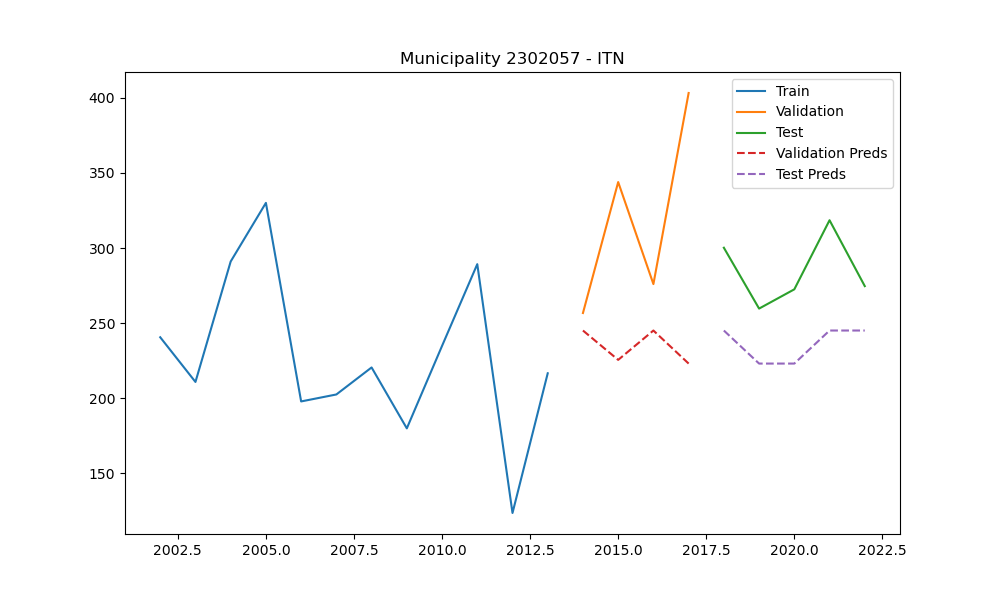 Municipality 2302057 - ITN
400
350
300
250
200
150
Train
Validation
Test
Validation Preds
Test Preds
2002.5 2005.0 2007.5 2010.0 2012.5 2015.0 2017.5 2020.0 2022.5